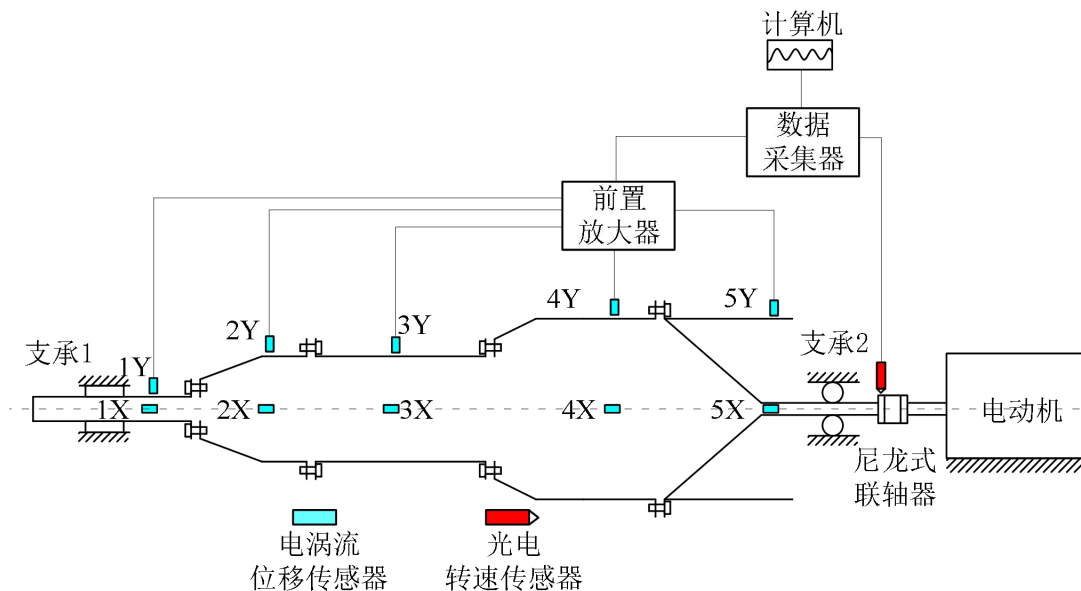 计算机
数据
采集器
前置
放大器
4Y
5Y
2Y
3Y
支承1
1Y
支承2
1X
2X
3X
4X
5X
电动机
尼龙式
联轴器
电涡流
位移传感器
光电
转速传感器